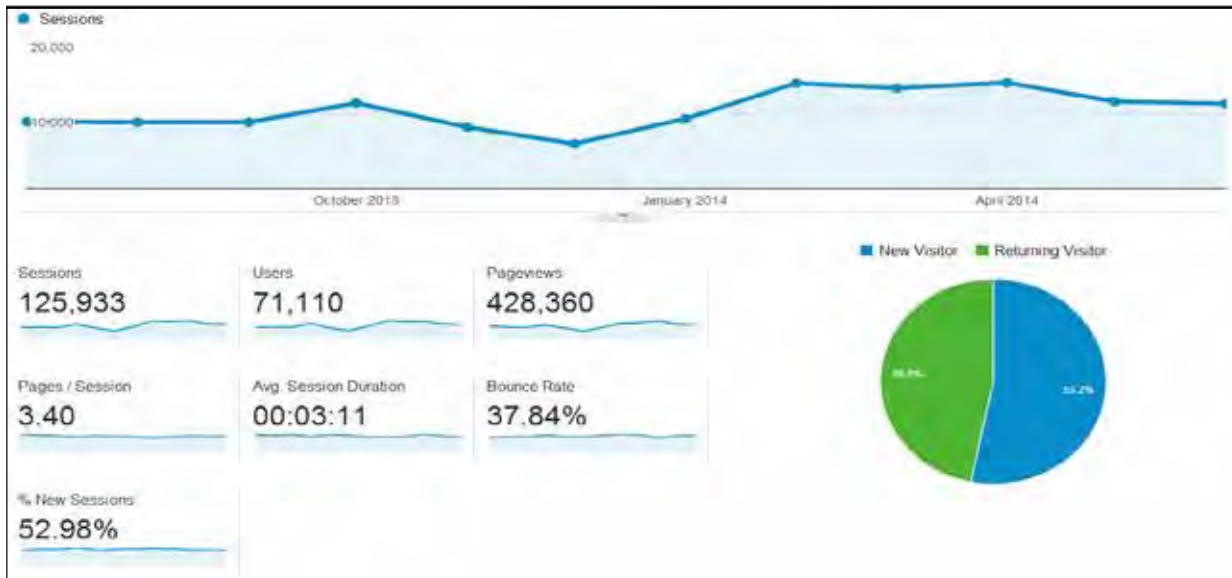 Sessions
20,000
10,000
October 2013
January 2014
April 2014
New Visitor Returning Visitor
Sessions
125,933
Users
71,110
Pageviews
428,360
Pages / Session
3.40
Avg. Session Duration
00:03:11
Bounce Rate
37.84%
% New Sessions
52.98%